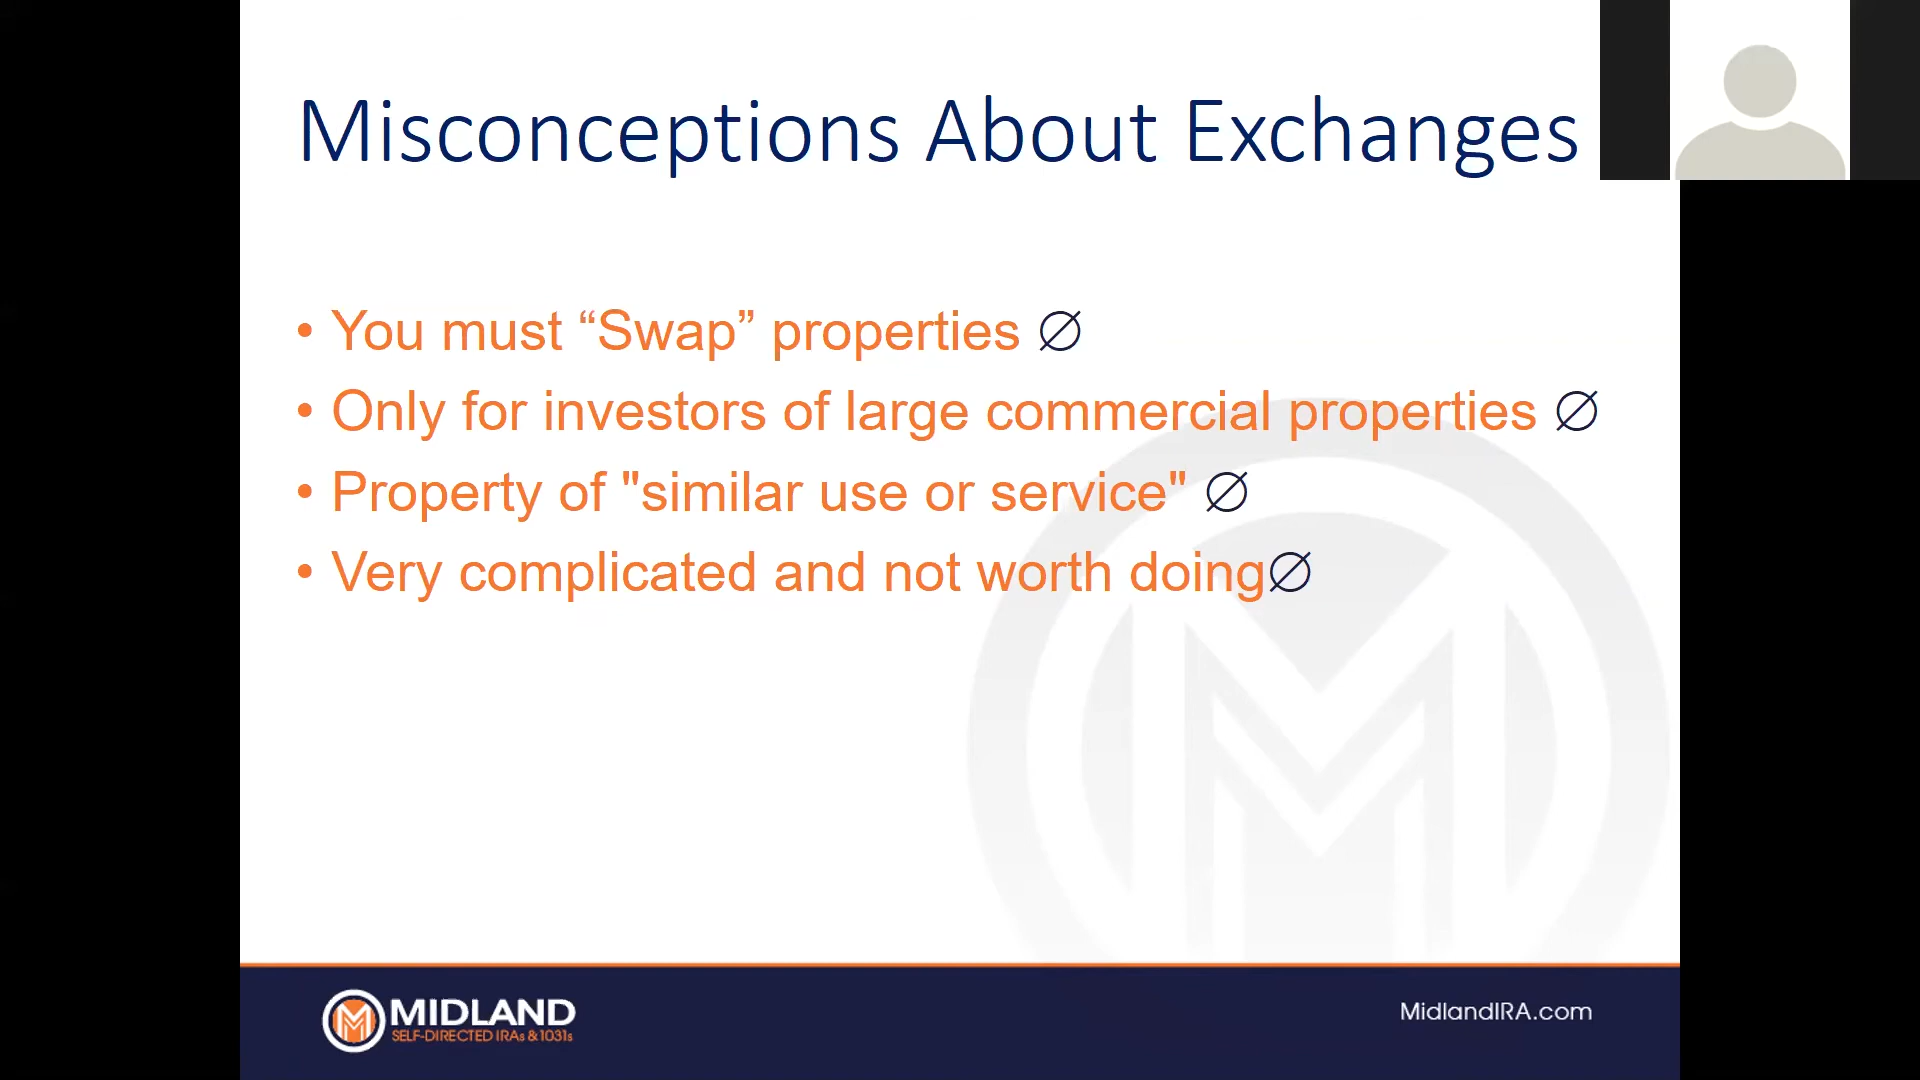 Misconceptions About Exchanges
• You must “Swap” properties ∅
• Only for investors of large commercial properties ∅
• Property of "similar use or service" ∅
• Very complicated and not worth doing∅
MIDLAND
SELF-DIRECTED IRAs & 1031s
MidlandIRA.com